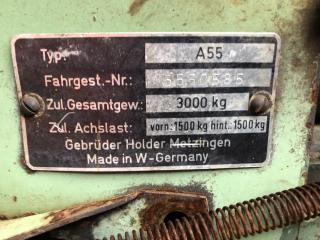 Typ: A55
Fahrgest.-Nr.:
Zul.Gesamtgew.: 3000 kg
Zul. Achslast: vorn:1500 kg hint.:1500 kg
Gebrüder Holder Metzingen
Made in W-Germany